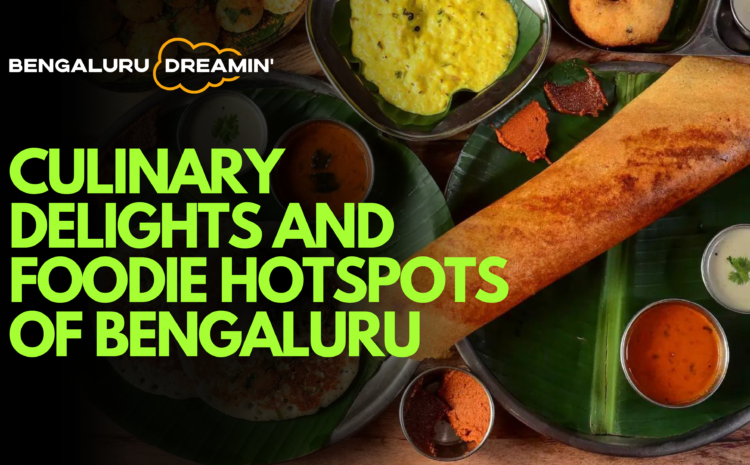 BENGALURU DREAMIN'
CULINARY
DELIGHTS AND
FOODIE HOTSPOTS
OF BENGALURU